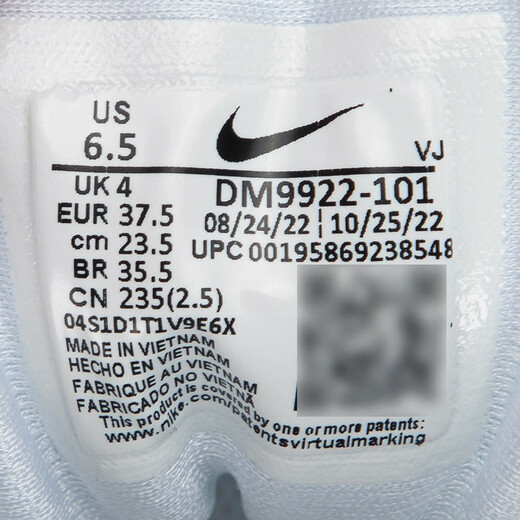 US
6.5
VJ
UK 4
DM9922-101
EUR 37.5
08/24/22 | 10/25/22
cm 23.5
UPC 00195869238548
BR 35.5
CN 235(2.5)
04S1D1T1V9E6X
MADE IN VIETNAM
HECHO EN VIETNAM
FABRIQUE AU VIETNAM
FABRICADO NO VIETNÃ
This product is covered by one or more patents:
www.nike.com/patentsvirtualmarking